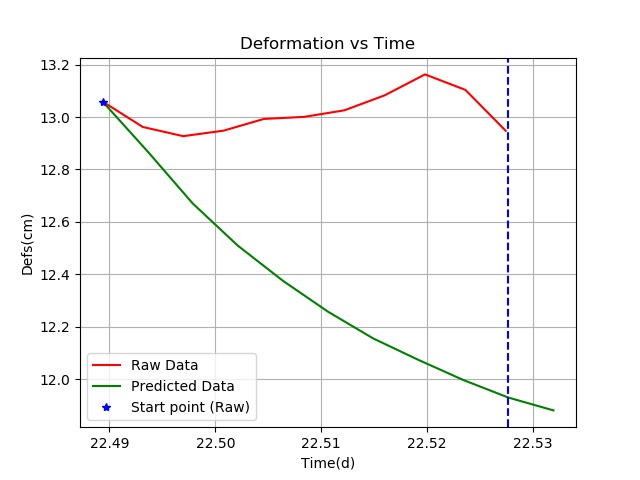 Deformation vs Time
Defs(cm)
13.2
13.0
12.8
12.6
12.4
12.2
12.0
Raw Data
Predicted Data
Start point (Raw)
22.49 22.50 22.51 22.52 22.53
Time(d)